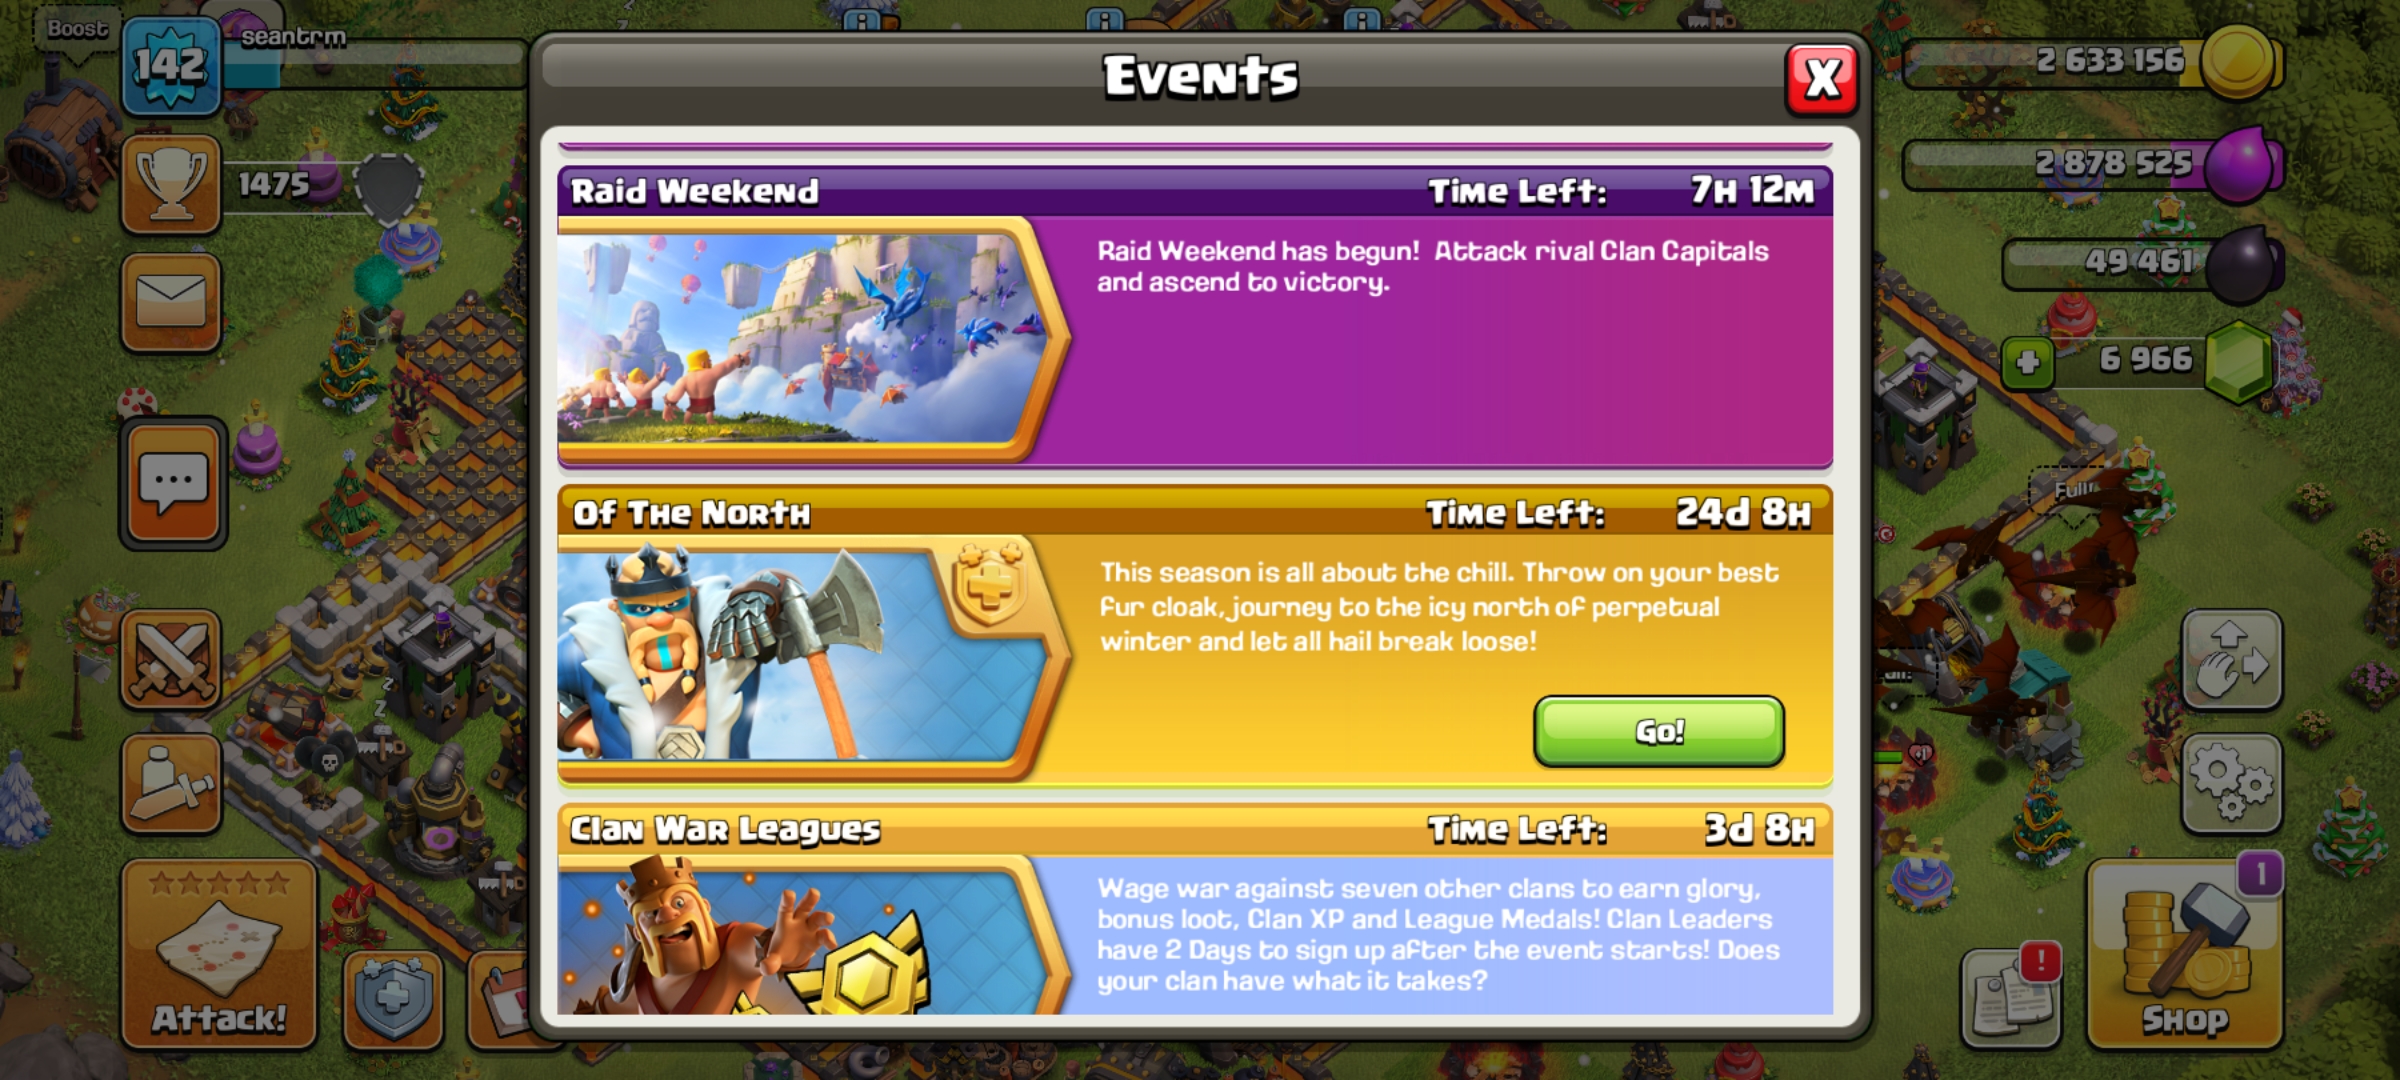 Boost
142
seantrm
Events
X
2 633 156
1475
Raid Weekend
Time Left:
7H 12M
2 878 525
Raid Weekend has begun! Attack rival Clan Capitals
and ascend to victory.
49 461
6 966
Of The North
Time Left:
24d 8H
Full!
This season is all about the chill. Throw on your best
fur cloak, journey to the icy north of perpetual
winter and let all hail break loose!
Go!
Clan War Leagues
Time Left:
3d 8H
Wage war against seven other clans to earn glory,
bonus loot, Clan XP and League Medals! Clan Leaders
have 2 Days to sign up after the event starts! Does
your clan have what it takes?
z
z
1
!
Attack!
Shop